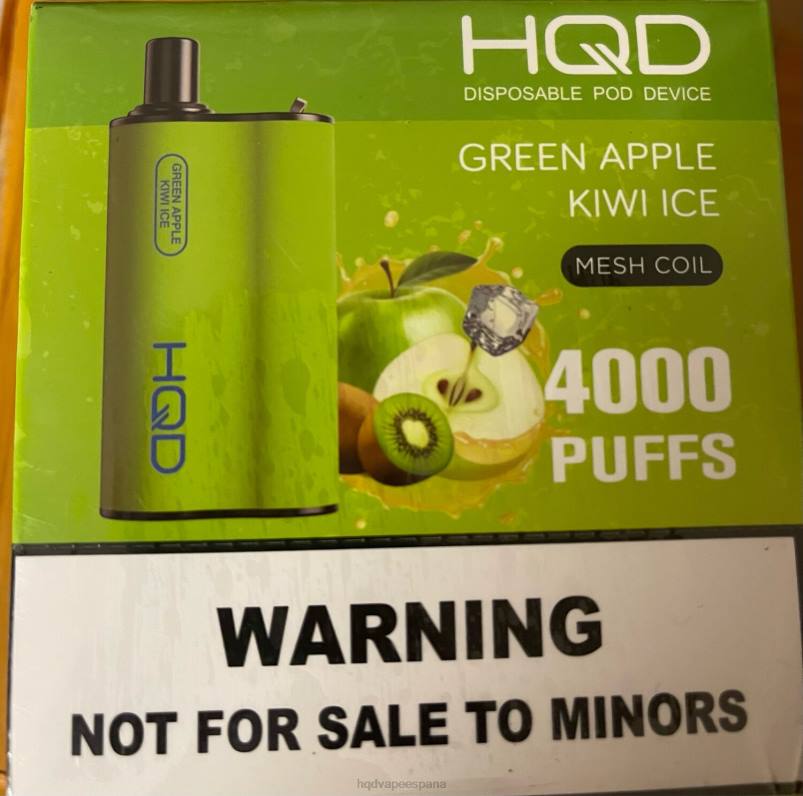 HQD
DISPOSABLE POD DEVICE
GREEN APPLE
KIWI ICE
MESH COIL
4000
PUFFS
GREEN APPLE
KIWI ICE
HQD
WARNING
NOT FOR SALE TO MINORS
hqdvapeespana